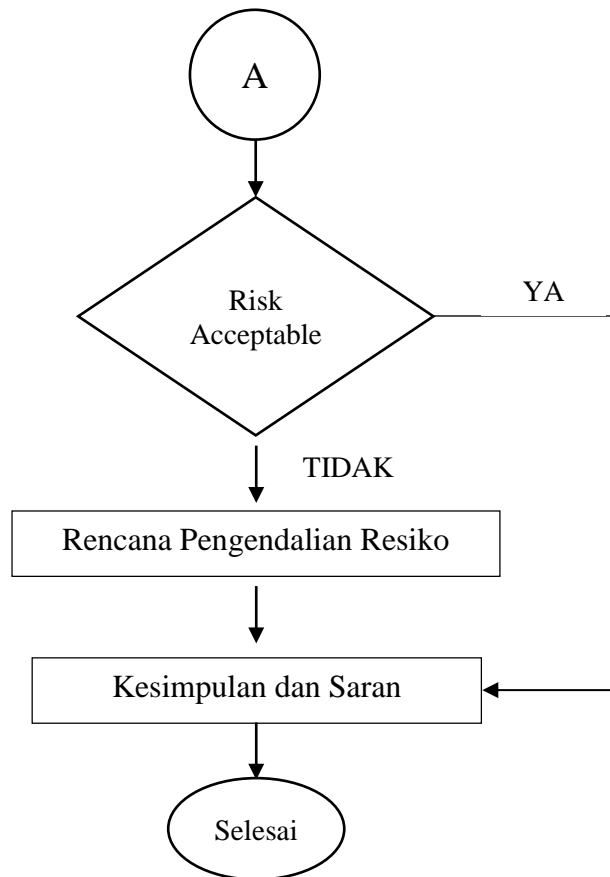 A
Risk
Acceptable
YA
TIDAK
Rencana Pengendalian Resiko
Kesimpulan dan Saran
Selesai